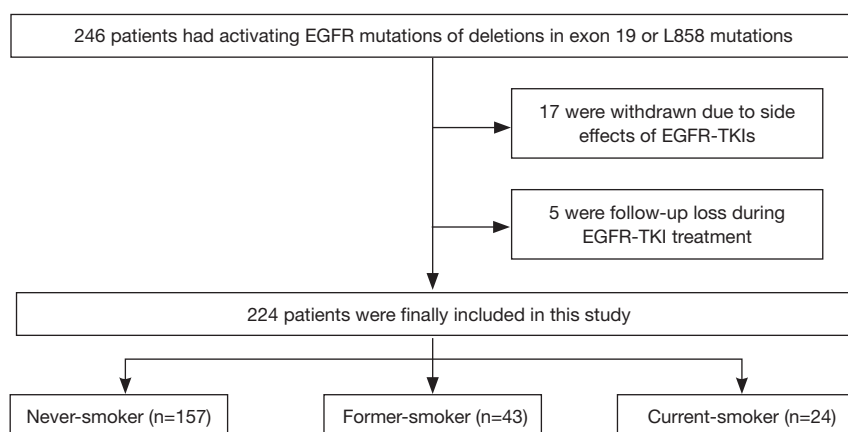 246 patients had activating EGFR mutations of deletions in exon 19 or L858 mutations
17 were withdrawn due to side
effects of EGFR-TKIs
5 were follow-up loss during
EGFR-TKI treatment
224 patients were finally included in this study
Never-smoker (n=157)
Former-smoker (n=43)
Current-smoker (n=24)